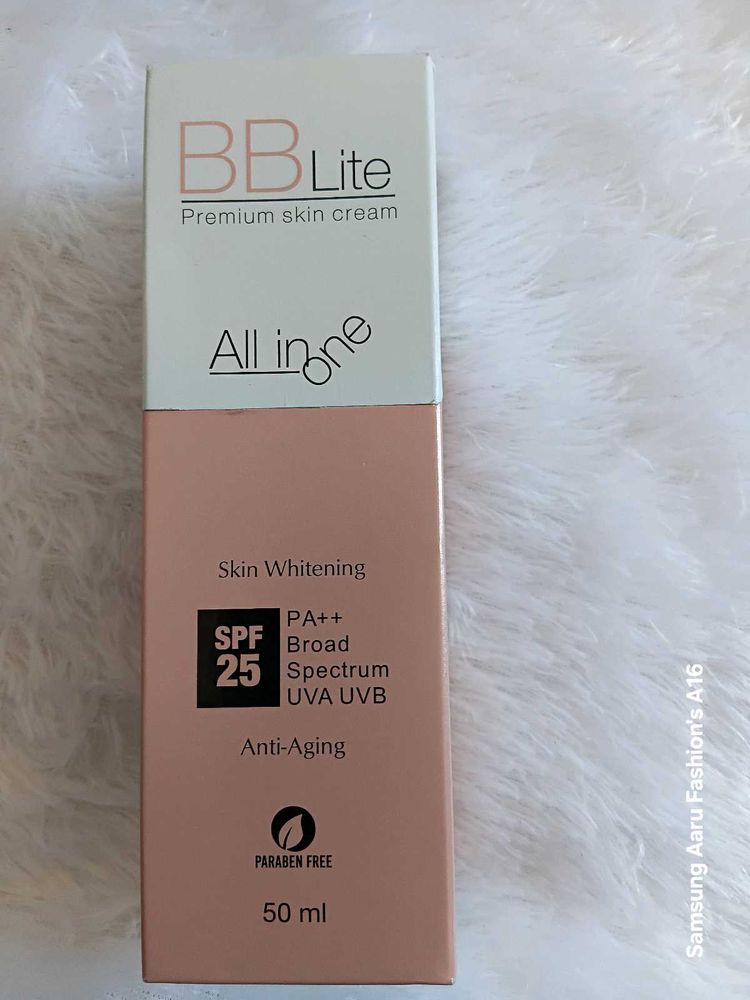 BB Lite
Premium skin cream
All in one
Skin Whitening
SPF
25
PA++
Broad
Spectrum
UVA UVB
Anti-Aging
PARABEN FREE
50 ml
Samsung Aaru Fashion's A16